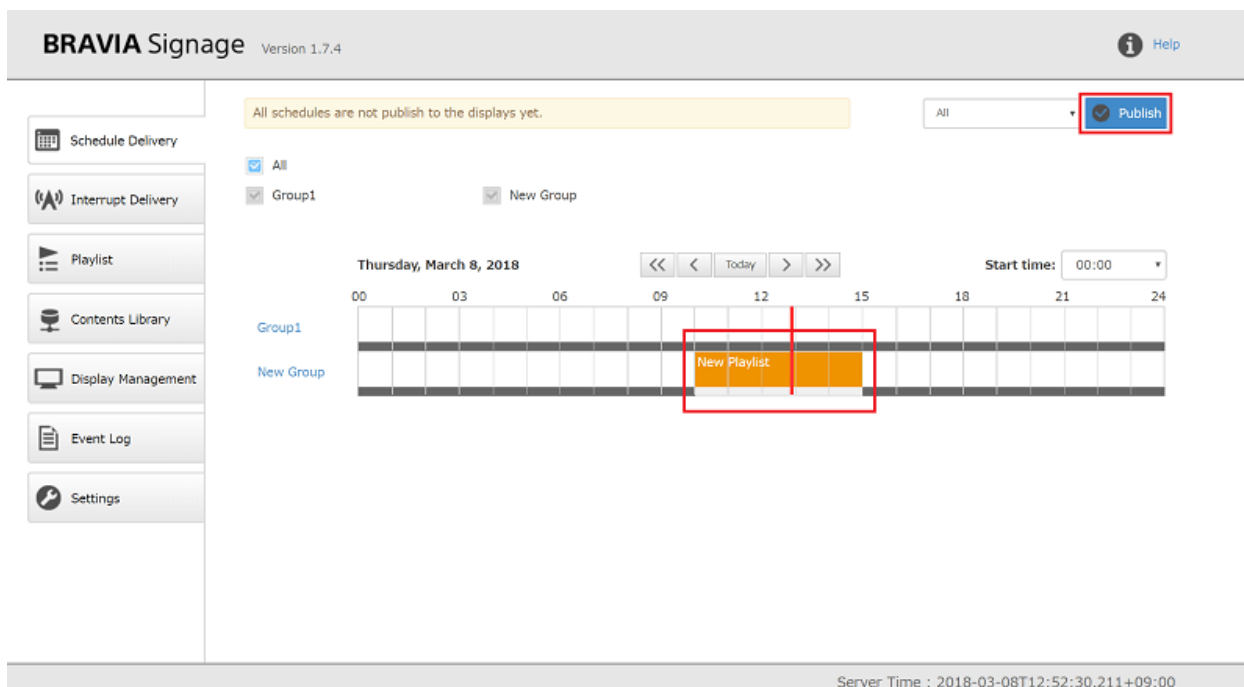 BRAVIA Signage Version 1.7.4
Help
All schedules are not publish to the displays yet.
All
Publish
Schedule Delivery
Interrupt Delivery
Playlist
Contents Library
Display Management
Event Log
Settings
All
Group1
New Group
Thursday, March 8, 2018
Today
Start time: 00:00
00 03 06 09 12 15 18 21 24
Group1
New Group
New Playlist
Server Time : 2018-03-08T12:52:30.211+09:00